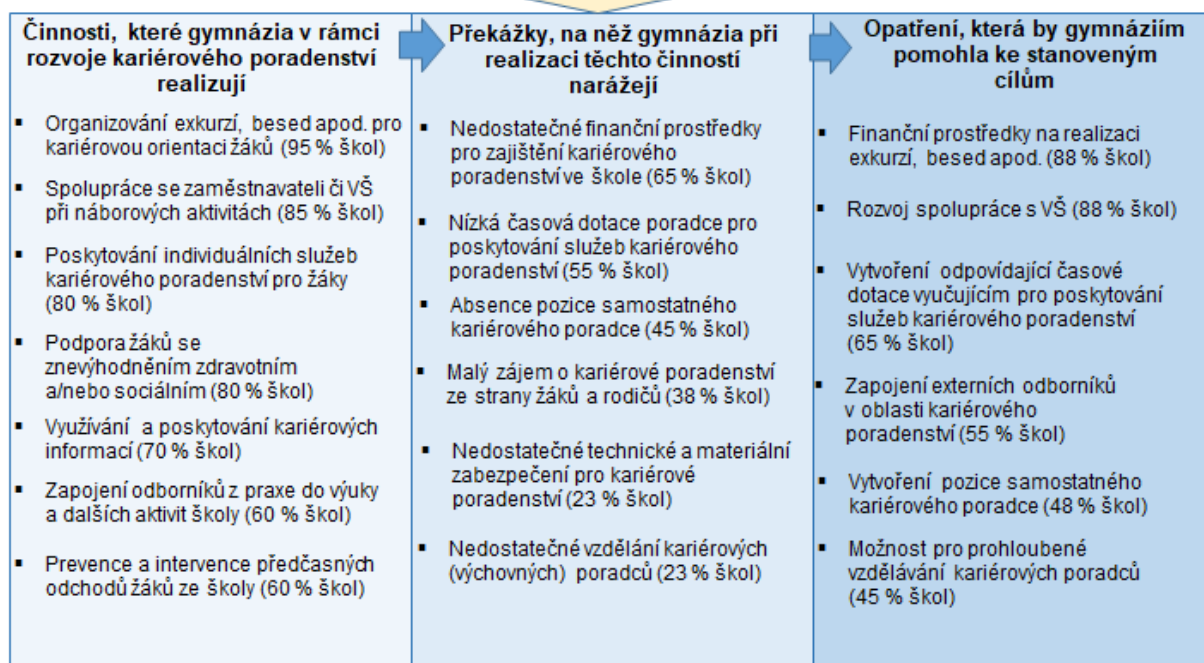 Činnosti, které gymnázia v rámci
rozvoje kariérového poradenství
realizují
▪ Organizování exkurzí, besed apod. pro
kariérovou orientaci žáků (95 % škol)
▪ Spolupráce se zaměstnavateli či VŠ
při náborových aktivitách (85 % škol)
▪ Poskytování individuálních služeb
kariérového poradenství pro žáky
(80 % škol)
▪ Podpora žáků se
znevýhodněním zdravotním
a/nebo sociálním (80 % škol)
▪ Využívání a poskytování kariérových
informací (70 % škol)
▪ Zapojení odborníků z praxe do výuky
a dalších aktivit školy (60 % škol)
▪ Prevence a intervence předčasných
odchodů žáků ze školy (60 % škol)
Překážky, na něž gymnázia při
realizaci těchto činností
narážejí
▪ Nedostatečné finanční prostředky
pro zajištění kariérového
poradenství ve škole (65 % škol)
▪ Nízká časová dotace poradce pro
poskytování služeb kariérového
poradenství (55 % škol)
▪ Absence pozice samostatného
kariérového poradce (45 % škol)
▪ Malý zájem o kariérové poradenství
ze strany žáků a rodičů (38 % škol)
▪ Nedostatečné technické a materiální
zabezpečení pro kariérové
poradenství (23 % škol)
▪ Nedostatečné vzdělání kariérových
(výchovných) poradců (23 % škol)
Opatření, která by gymnáziím
pomohla ke stanoveným
cílům
▪ Finanční prostředky na realizaci
exkurzí, besed apod. (88 % škol)
▪ Rozvoj spolupráce s VŠ (88 % škol)
▪ Vytvoření odpovídající časové
dotace vyučujícím pro poskytování
služeb kariérového poradenství
(65 % škol)
▪ Zapojení externích odborníků
v oblasti kariérového
poradenství (55 % škol)
▪ Vytvoření pozice samostatného
kariérového poradce (48 % škol)
▪ Možnost pro prohloubené
vzdělávání kariérových poradců
(45 % škol)